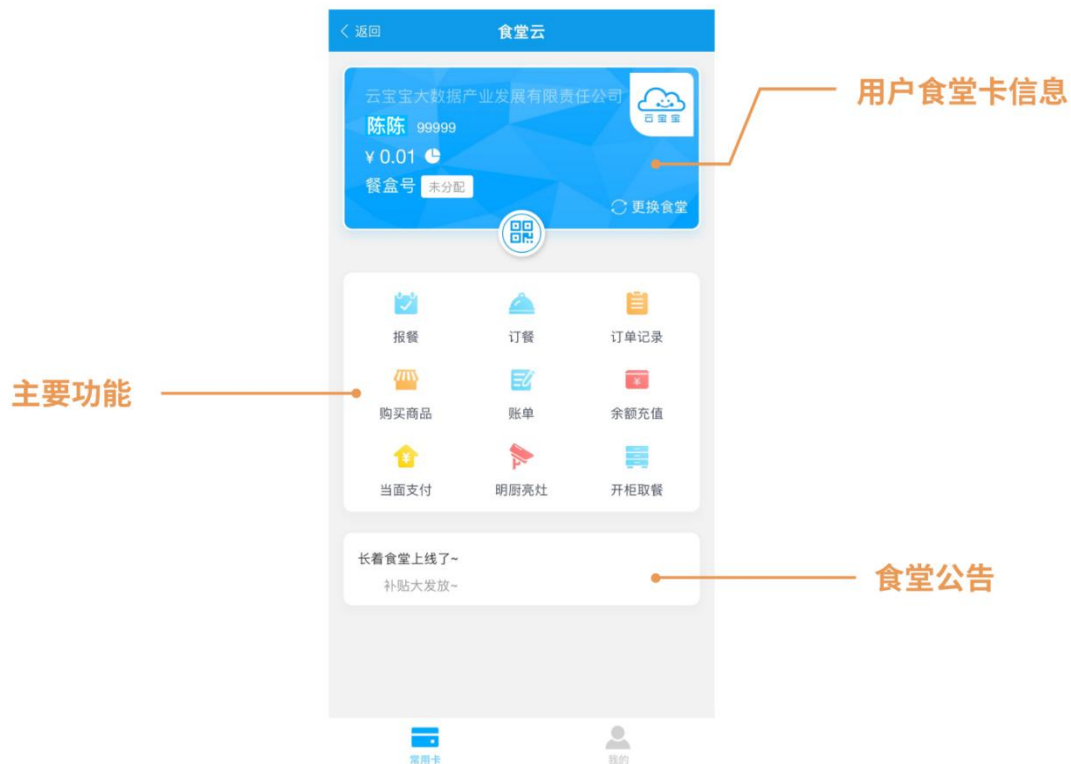 返回
食堂云
云宝宝大数据产业发展有限责任公司
云宝宝
陈陈 99999
¥ 0.01
餐盒号 未分配
更换食堂
用户食堂卡信息
报餐 订餐 订单记录
主要功能
购买商品 账单 余额充值
当面支付 明厨亮灶 开柜取餐
长着食堂上线了~
补贴大发放~
食堂公告
常用卡 我的